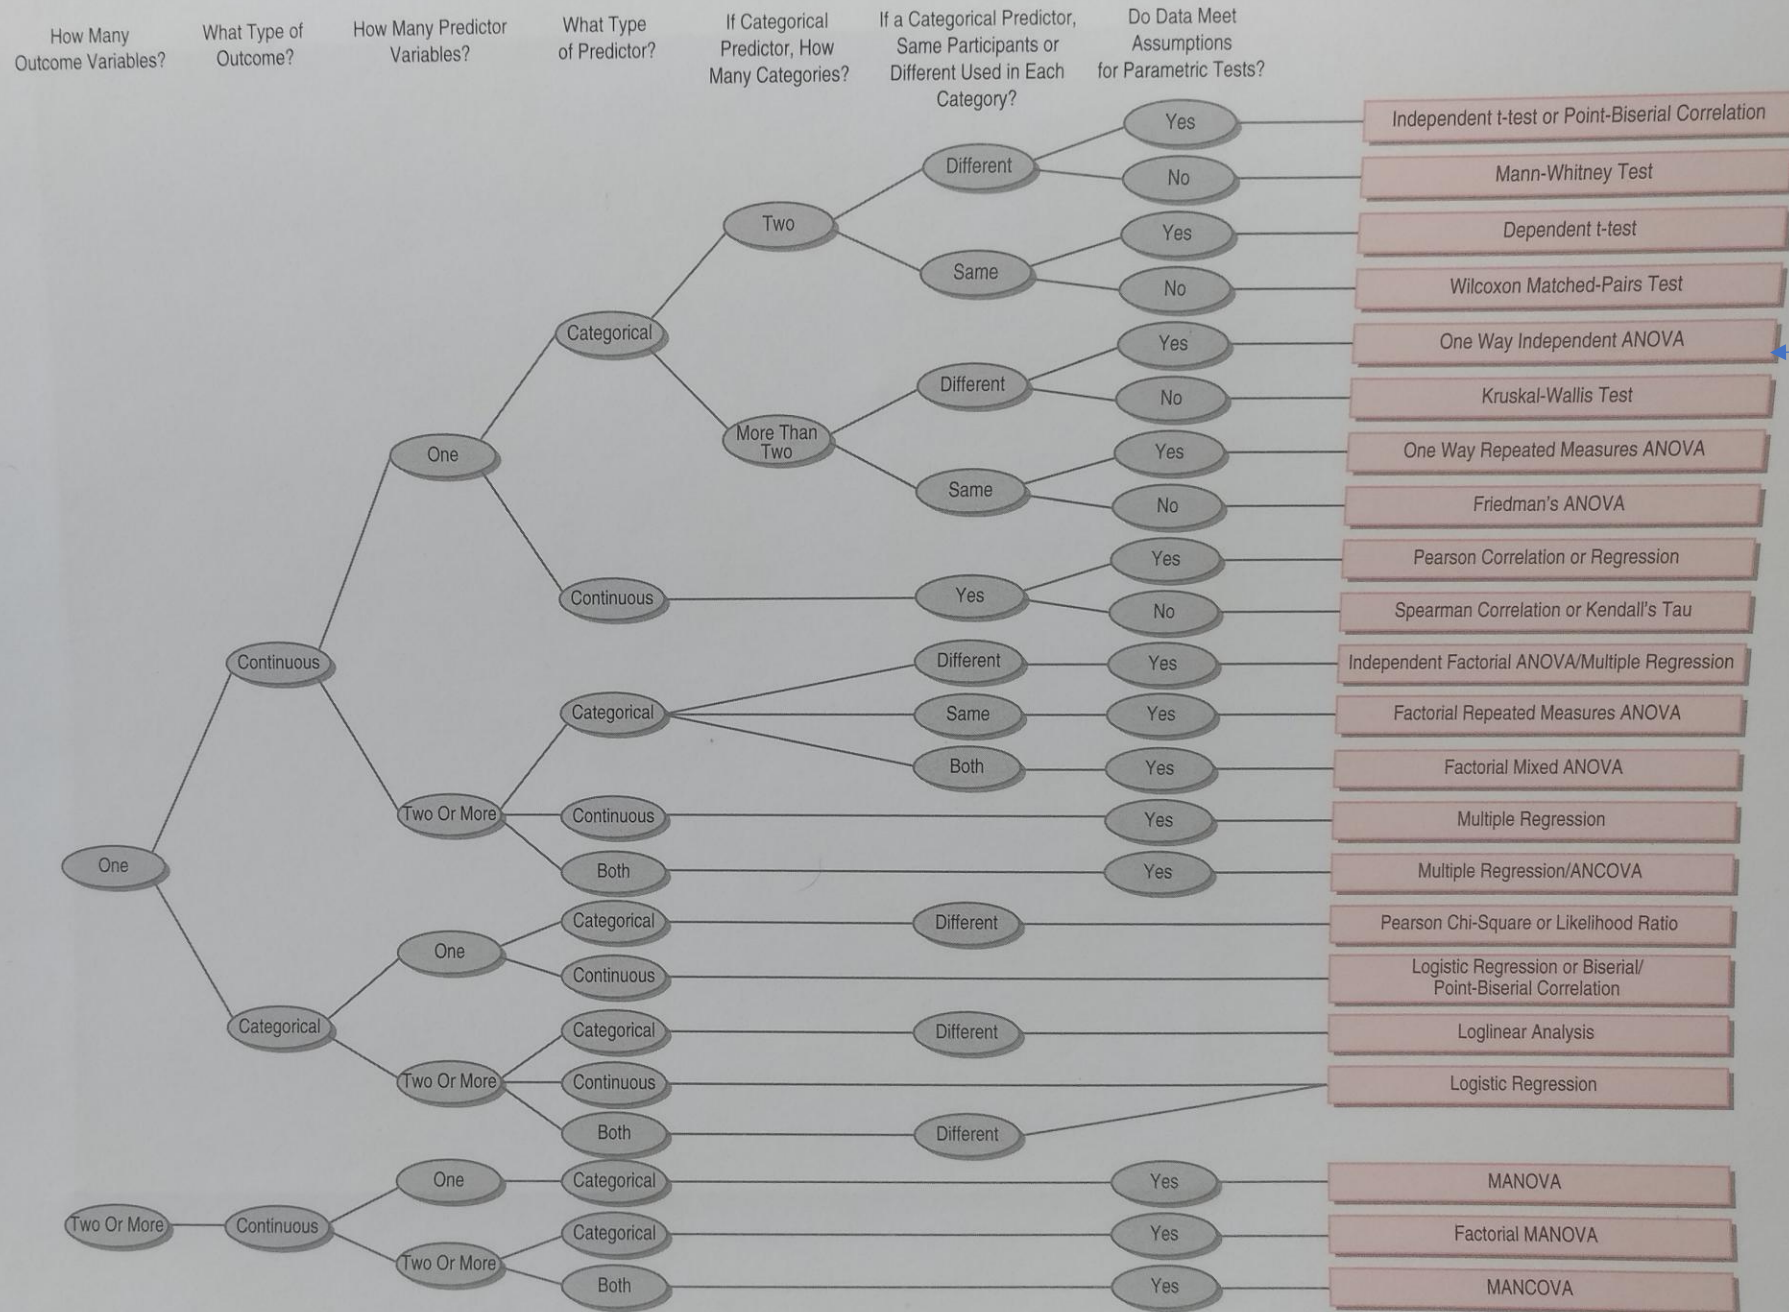 How Many
Outcome Variables?
What Type of
Outcome?
How Many Predictor
Variables?
What Type
of Predictor?
If Categorical
Predictor, How
Many Categories?
If a Categorical Predictor,
Same Participants or
Different Used in Each
Category?
Do Data Meet
Assumptions
for Parametric Tests?
Yes
Independent t-test or Point-Biserial Correlation
Different
No
Mann-Whitney Test
Two
Yes
Dependent t-test
Same
No
Wilcoxon Matched-Pairs Test
Categorical
Yes
One Way Independent ANOVA
Different
No
Kruskal-Wallis Test
More Than
Two
One
Yes
One Way Repeated Measures ANOVA
Same
No
Friedman's ANOVA
Yes
Pearson Correlation or Regression
Continuous
Yes
No
Spearman Correlation or Kendall's Tau
Continuous
Different
Yes
Independent Factorial ANOVA/Multiple Regression
Categorical
Same
Yes
Factorial Repeated Measures ANOVA
Both
Yes
Factorial Mixed ANOVA
Two Or More
Continuous
Yes
Multiple Regression
One
Both
Yes
Multiple Regression/ANCOVA
Categorical
Different
Pearson Chi-Square or Likelihood Ratio
One
Continuous
Logistic Regression or Biserial/
Point-Biserial Correlation
Categorical
Categorical
Different
Loglinear Analysis
Two Or More
Continuous
Logistic Regression
Both
Different
One
Categorical
Yes
MANOVA
Two Or More
Continuous
Categorical
Yes
Factorial MANOVA
Two Or More
Both
Yes
MANCOVA